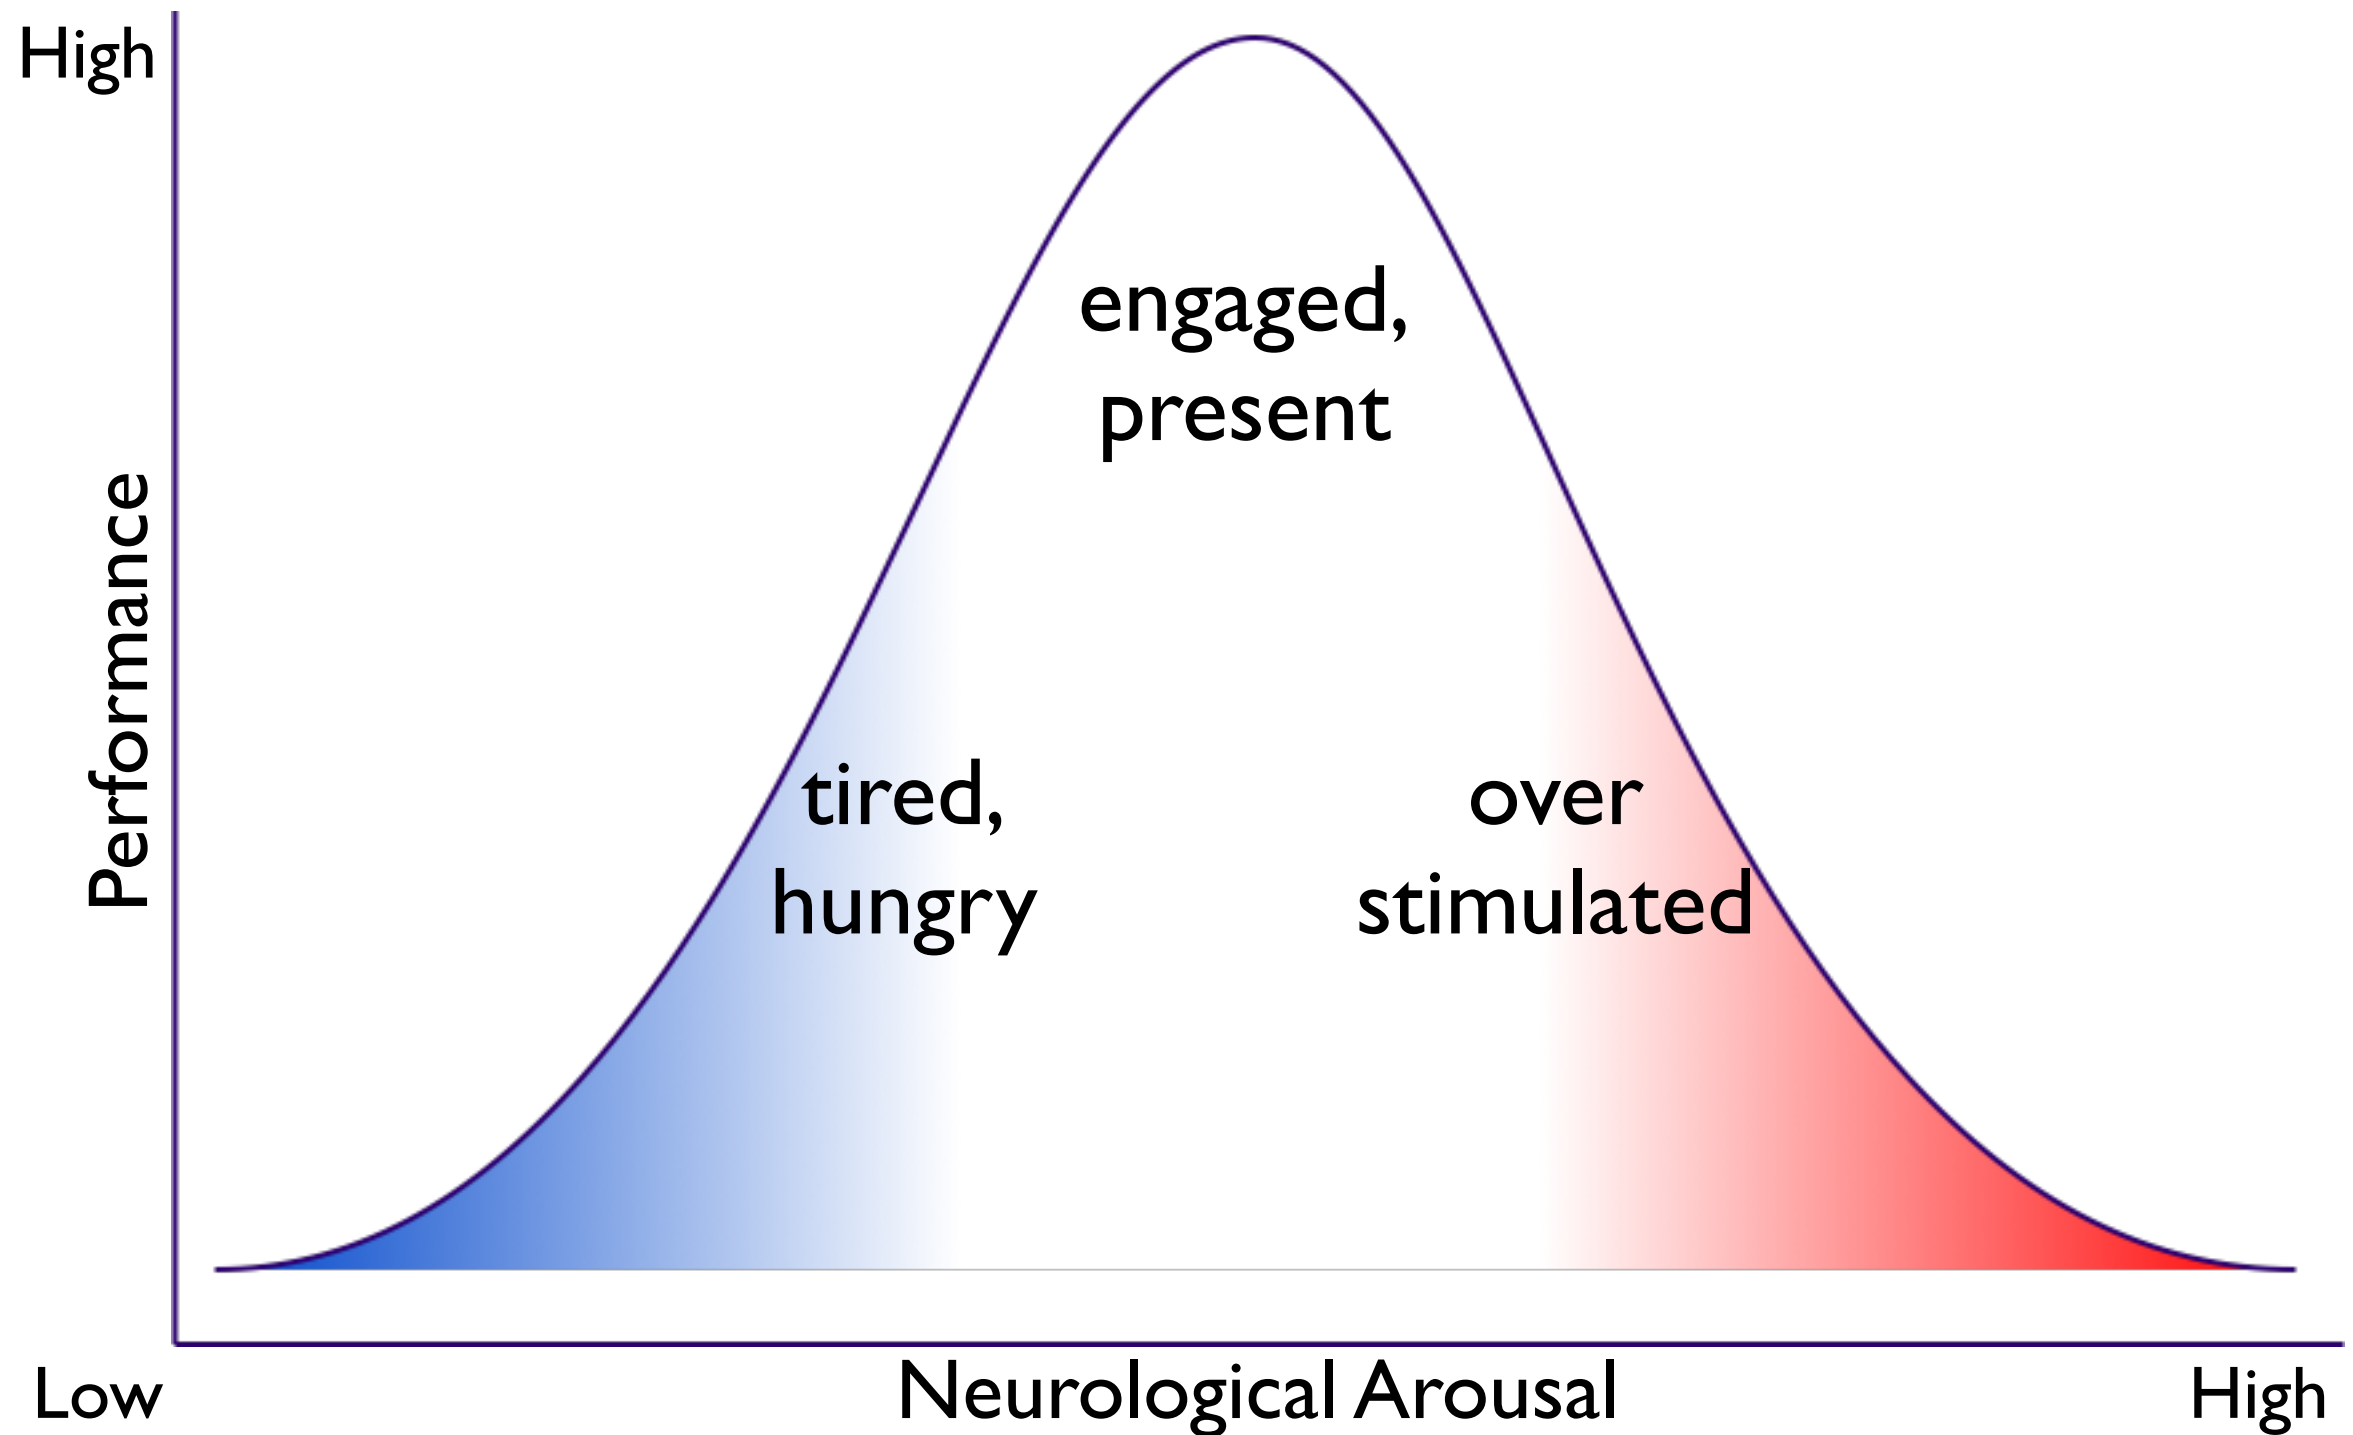 High
Performance
engaged,
present
tired,
hungry
over
stimulated
Low
Neurological Arousal
High